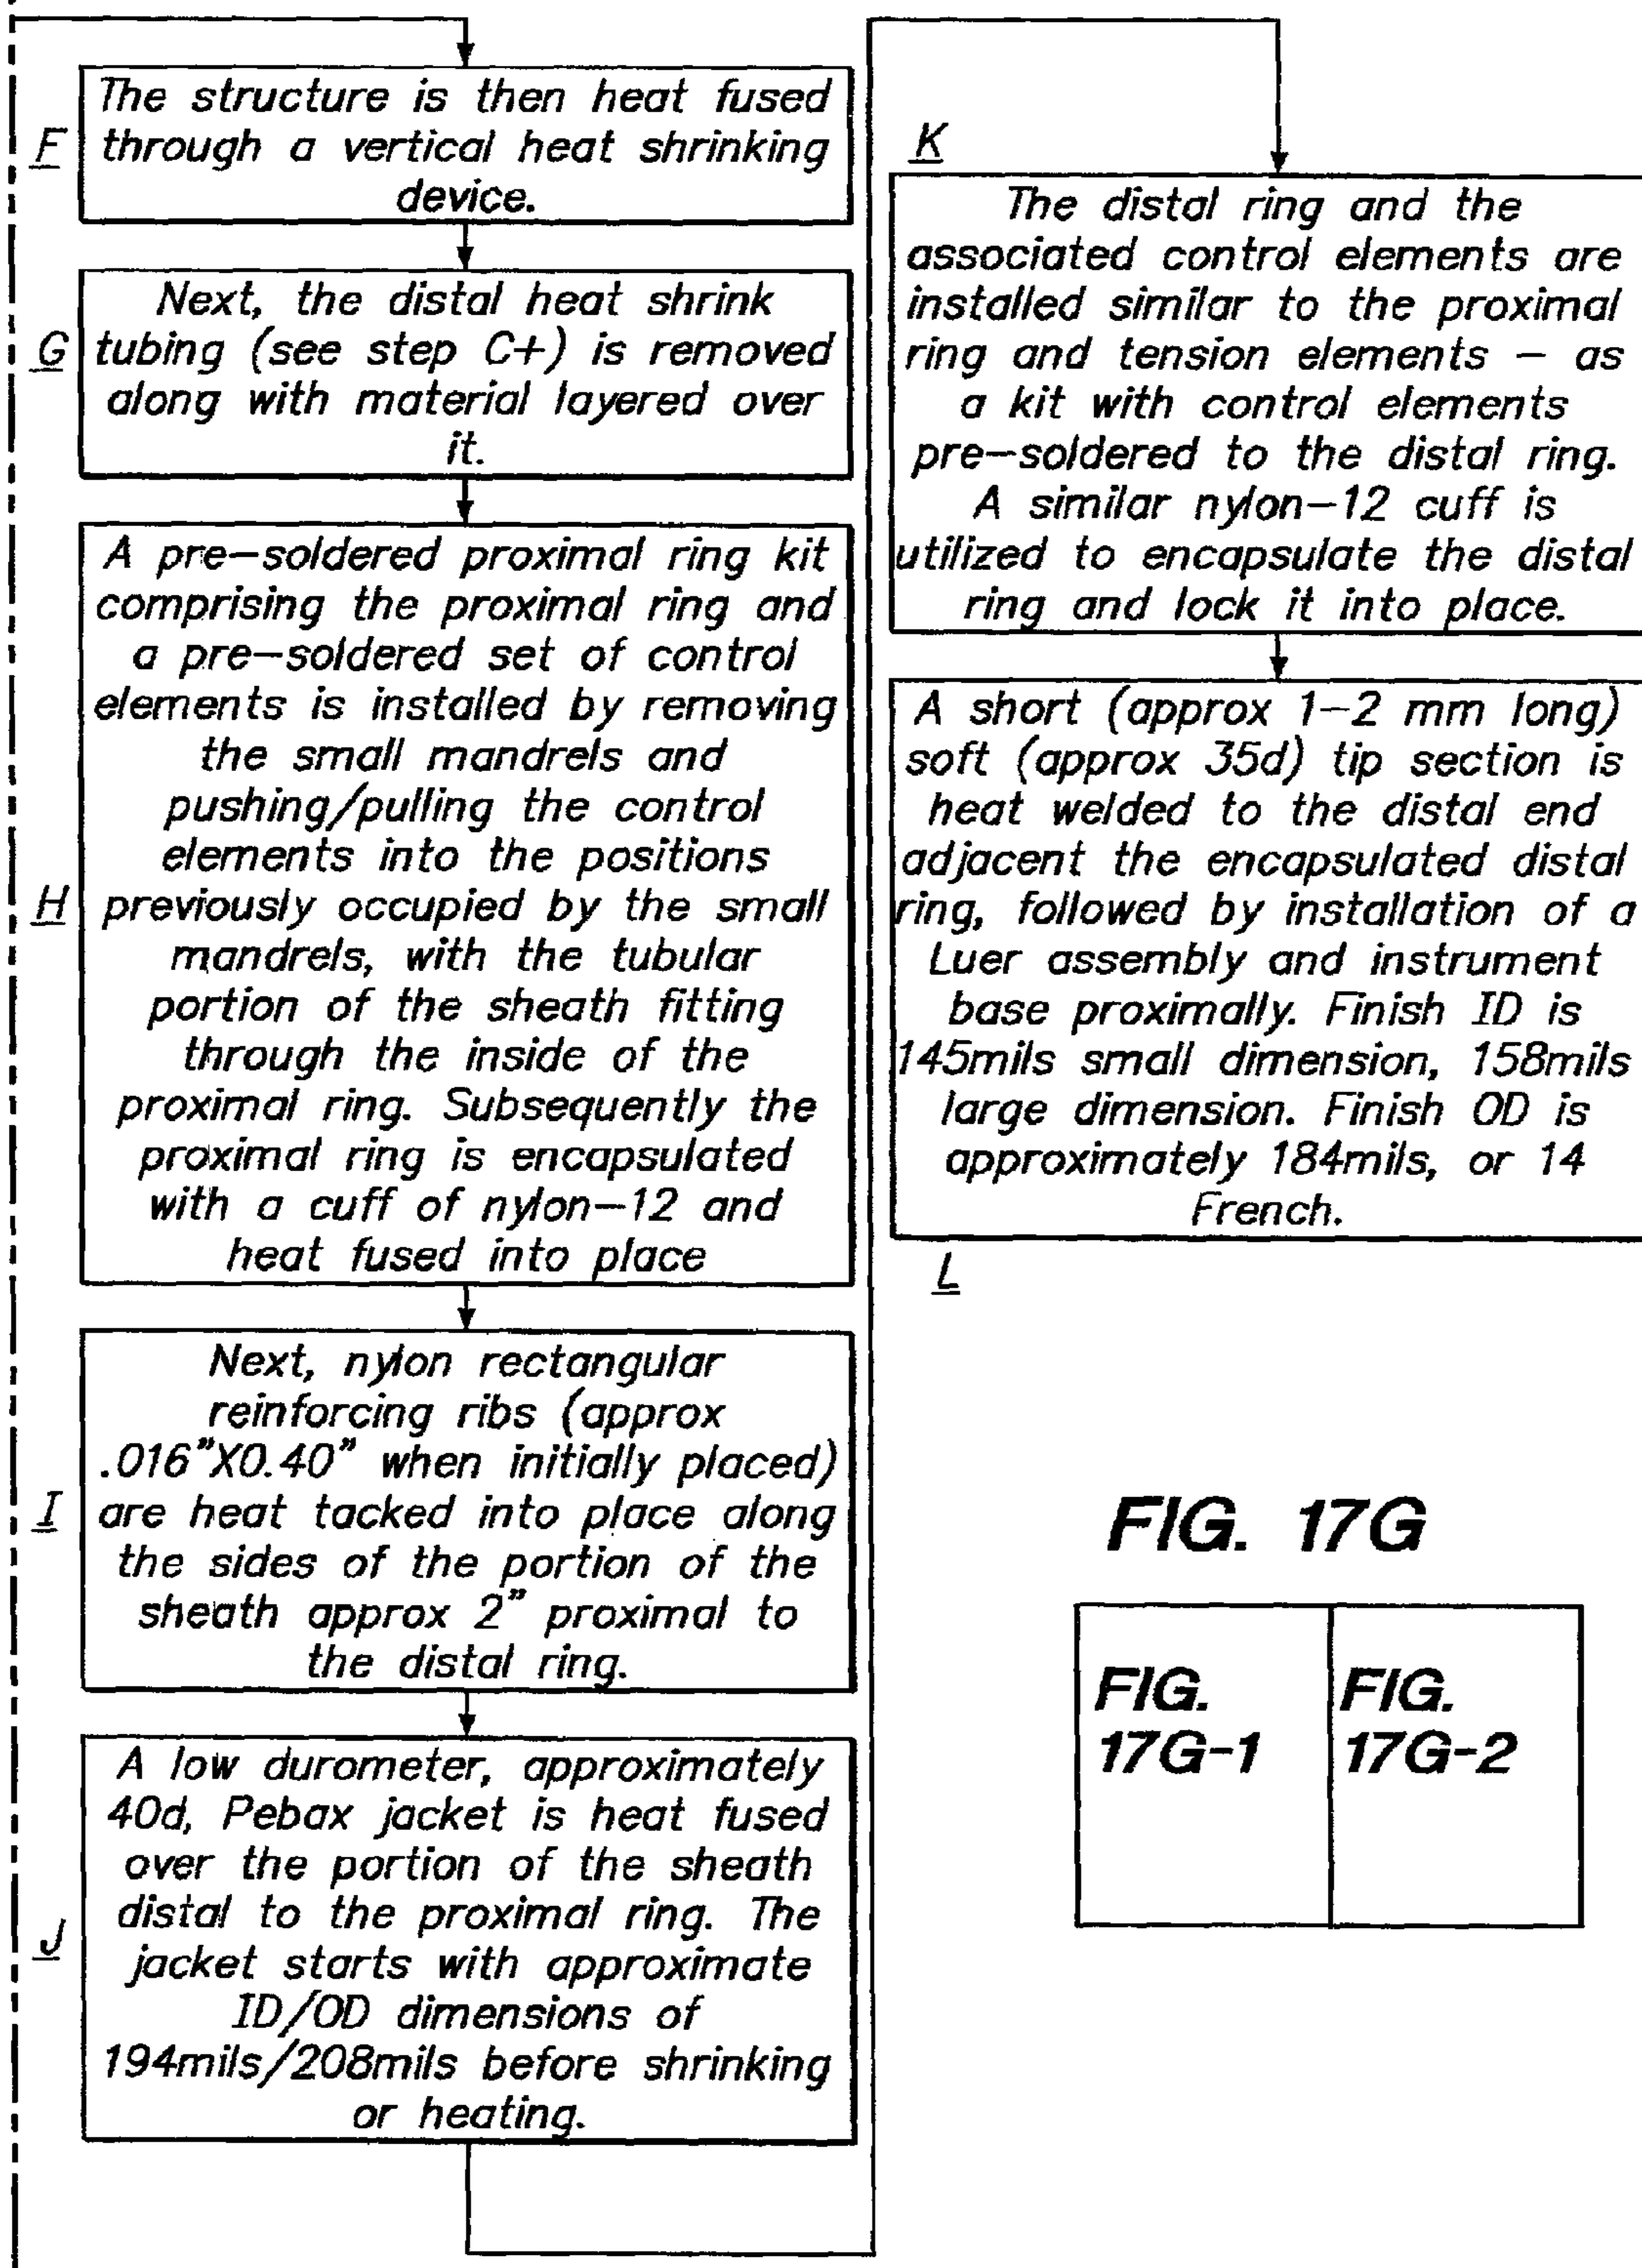 F
The structure is then heat fused
through a vertical heat shrinking
device.
G
Next, the distal heat shrink
tubing (see step C+) is removed
along with material layered over
it.
H
A pre-soldered proximal ring kit
comprising the proximal ring and
a pre-soldered set of control
elements is installed by removing
the small mandrels and
pushing/pulling the control
elements into the positions
previously occupied by the small
mandrels, with the tubular
portion of the sheath fitting
through the inside of the
proximal ring. Subsequently the
proximal ring is encapsulated
with a cuff of nylon-12 and
heat fused into place
I
Next, nylon rectangular
reinforcing ribs (approx
.016"X0.40" when initially placed)
are heat tacked into place along
the sides of the portion of the
sheath approx 2" proximal to
the distal ring.
J
A low durometer, approximately
40d, Pebax jacket is heat fused
over the portion of the sheath
distal to the proximal ring. The
jacket starts with approximate
ID/OD dimensions of
194mils/208mils before shrinking
or heating.
K
The distal ring and the
associated control elements are
installed similar to the proximal
ring and tension elements - as
a kit with control elements
pre-soldered to the distal ring.
A similar nylon-12 cuff is
utilized to encapsulate the distal
ring and lock it into place.
A short (approx 1-2 mm long)
soft (approx 35d) tip section is
heat welded to the distal end
adjacent the encapsulated distal
ring, followed by installation of a
Luer assembly and instrument
base proximally. Finish ID is
145mils small dimension, 158mils
large dimension. Finish OD is
approximately 184mils, or 14
French.
L
FIG. 17G
FIG.
17G-1
FIG.
17G-2